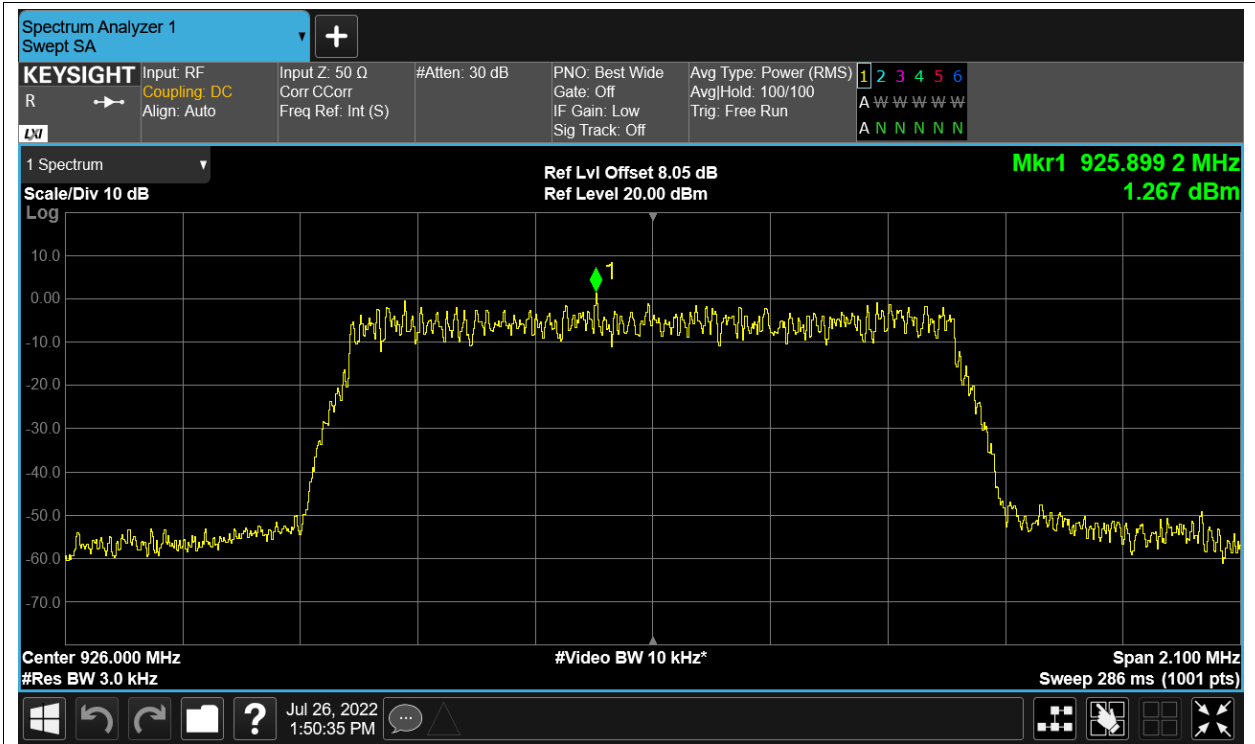 Spectrum Analyzer 1
Swept SA
+
KEYSIGHT Input: RF Input Z: 50 Ω #Atten: 30 dB PNO: Best Wide Avg Type: Power (RMS) 1 2 3 4 5 6
R Coupling: DC Corr CCorr Gate: Off Avg|Hold: 100/100 A W W W W W
Align: Auto Freq Ref: Int (S) IF Gain: Low Trig: Free Run
LXI Sig Track: Off A N N N N N
1 Spectrum Ref Lvl Offset 8.05 dB Mkr1 925.899 2 MHz
Scale/Div 10 dB Ref Level 20.00 dBm 1.267 dBm
Log
10.0
1
0.00
-10.0
-20.0
-30.0
-40.0
-50.0
-60.0
-70.0
Center 926.000 MHz #Video BW 10 kHz* Span 2.100 MHz
#Res BW 3.0 kHz Sweep 286 ms (1001 pts)
? Jul 26, 2022
1:50:35 PM